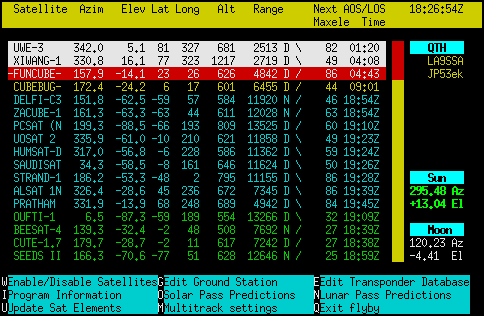 Satellite Azim Elev Lat Long Alt Range Next AOS/LOS 18:26:54Z
Maxele Time
UWE-3 342.0 5.1 81 327 681 2513 D \ 82 01:20 QTH
XIWANG-1 330.8 16.1 77 323 1217 2719 D \ 49 04:08 LA9SSA
-FUNCUBE- 157.9 -14.1 23 26 626 4842 D / 86 04:43 JP53ek
CUBEBUG- 172.4 -24.2 6 17 601 6455 D / 44 09:01
DELFI-C3 151.8 -62.5 -59 57 584 11920 N / 46 18:54Z
ZACUBE-1 161.3 -63.3 -63 44 611 12028 N / 63 18:54Z
PCSAT (N 199.3 -88.5 -66 193 809 13525 D / 60 19:10Z
UOSAT 2 335.9 -61.0 -10 210 621 11858 D \ 39 19:23Z
HUMSAT-D 317.0 -56.8 -6 228 586 11362 D \ 59 19:24Z
SAUDISAT 34.3 -58.5 -8 161 646 11624 D \ 50 19:26Z
STRAND-1 186.2 -53.3 -48 2 795 11155 D \ 86 19:28Z
ALSAT 1N 326.4 -28.6 45 236 672 7345 D \ 86 19:39Z
PRATHAM 331.9 -13.9 68 248 689 4942 D \ 84 19:45Z Sun
OUFTI-1 6.5 -87.3 -59 189 554 13266 D \ 32 19:09Z 295.48 Az
BEESAT-4 139.3 -32.4 -2 48 508 7692 N / 27 18:39Z +13.04 El
CUTE-1.7 179.7 -28.7 -2 11 617 7242 D \ 27 18:38Z Moon
SEEDS II 166.3 -70.6 -77 51 628 12646 N / 25 18:59Z 120.23 Az
-4.41 El
W Enable/Disable Satellites G Edit Ground Station E Edit Transponder Database
I Program Information O Solar Pass Predictions N Lunar Pass Predictions
U Update Sat Elements M Multitrack settings Q Exit flyby